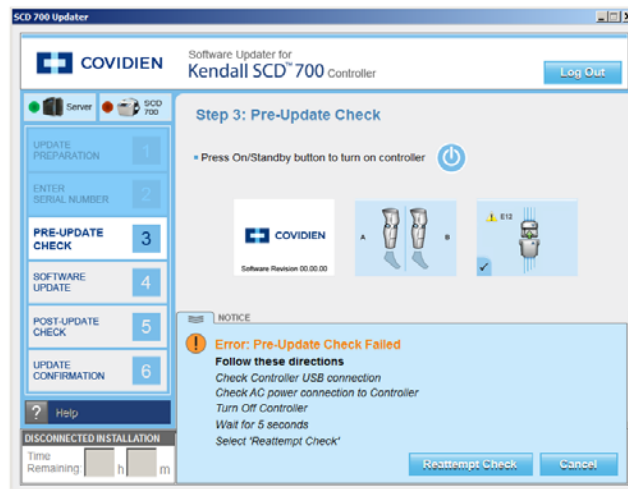 SCD 700 Updater
COVIDIEN
Software Updater for
Kendall SCD™ 700 Controller
Log Out
Server
SCD
700
UPDATE
PREPARATION
1
ENTER
SERIAL NUMBER
2
PRE-UPDATE
CHECK
3
SOFTWARE
UPDATE
4
POST-UPDATE
CHECK
5
UPDATE
CONFIRMATION
6
? Help
DISCONNECTED INSTALLATION
Time
Remaining: h m
Step 3: Pre-Update Check
Press On/Standby button to turn on controller
COVIDIEN
Software Revision 00.00.00
A B
E12
NOTICE
Error: Pre-Update Check Failed
Follow these directions
Check Controller USB connection
Check AC power connection to Controller
Turn Off Controller
Wait for 5 seconds
Select 'Reattempt Check'
Reattempt Check
Cancel